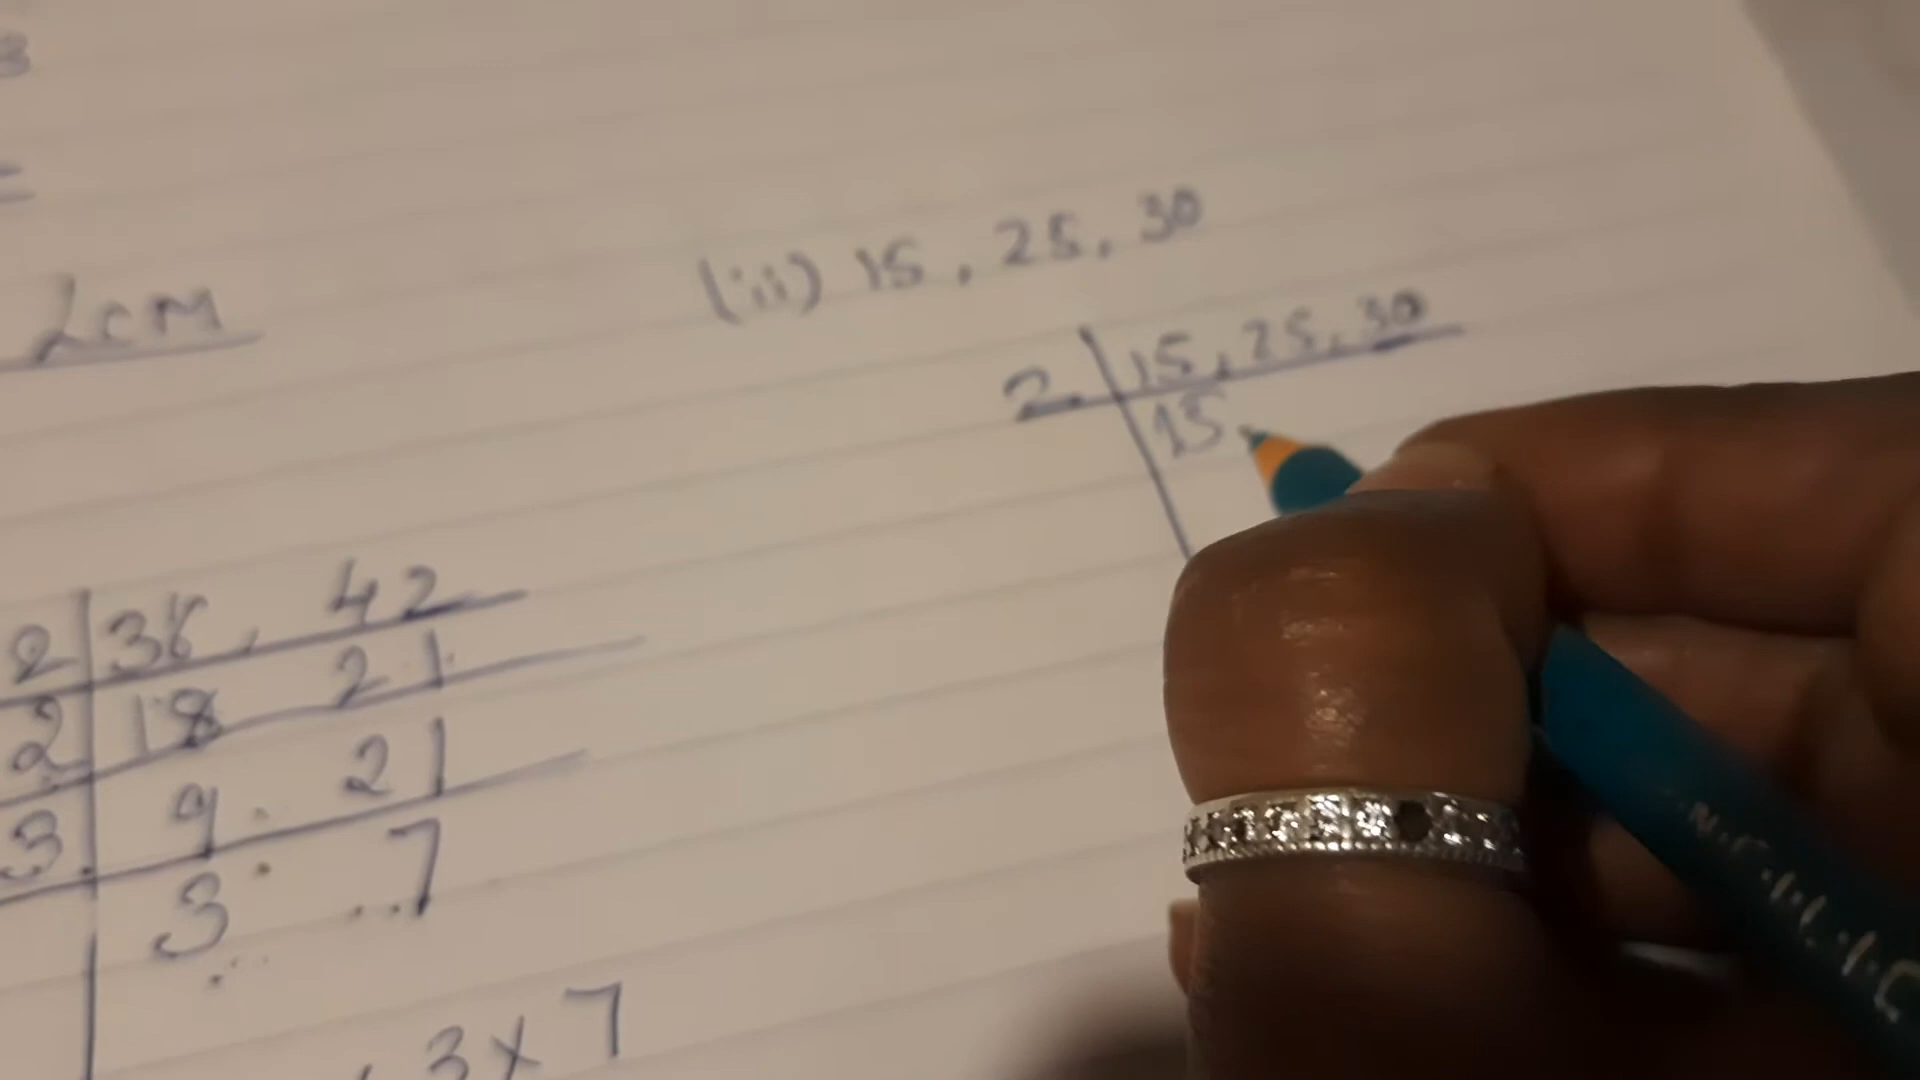 3
=
LCM
(ii) 15, 25, 30
2 | 15, 25, 30
15
2 | 36, 42
2 | 18 21
3 | 9 21
3 7
3 x 7